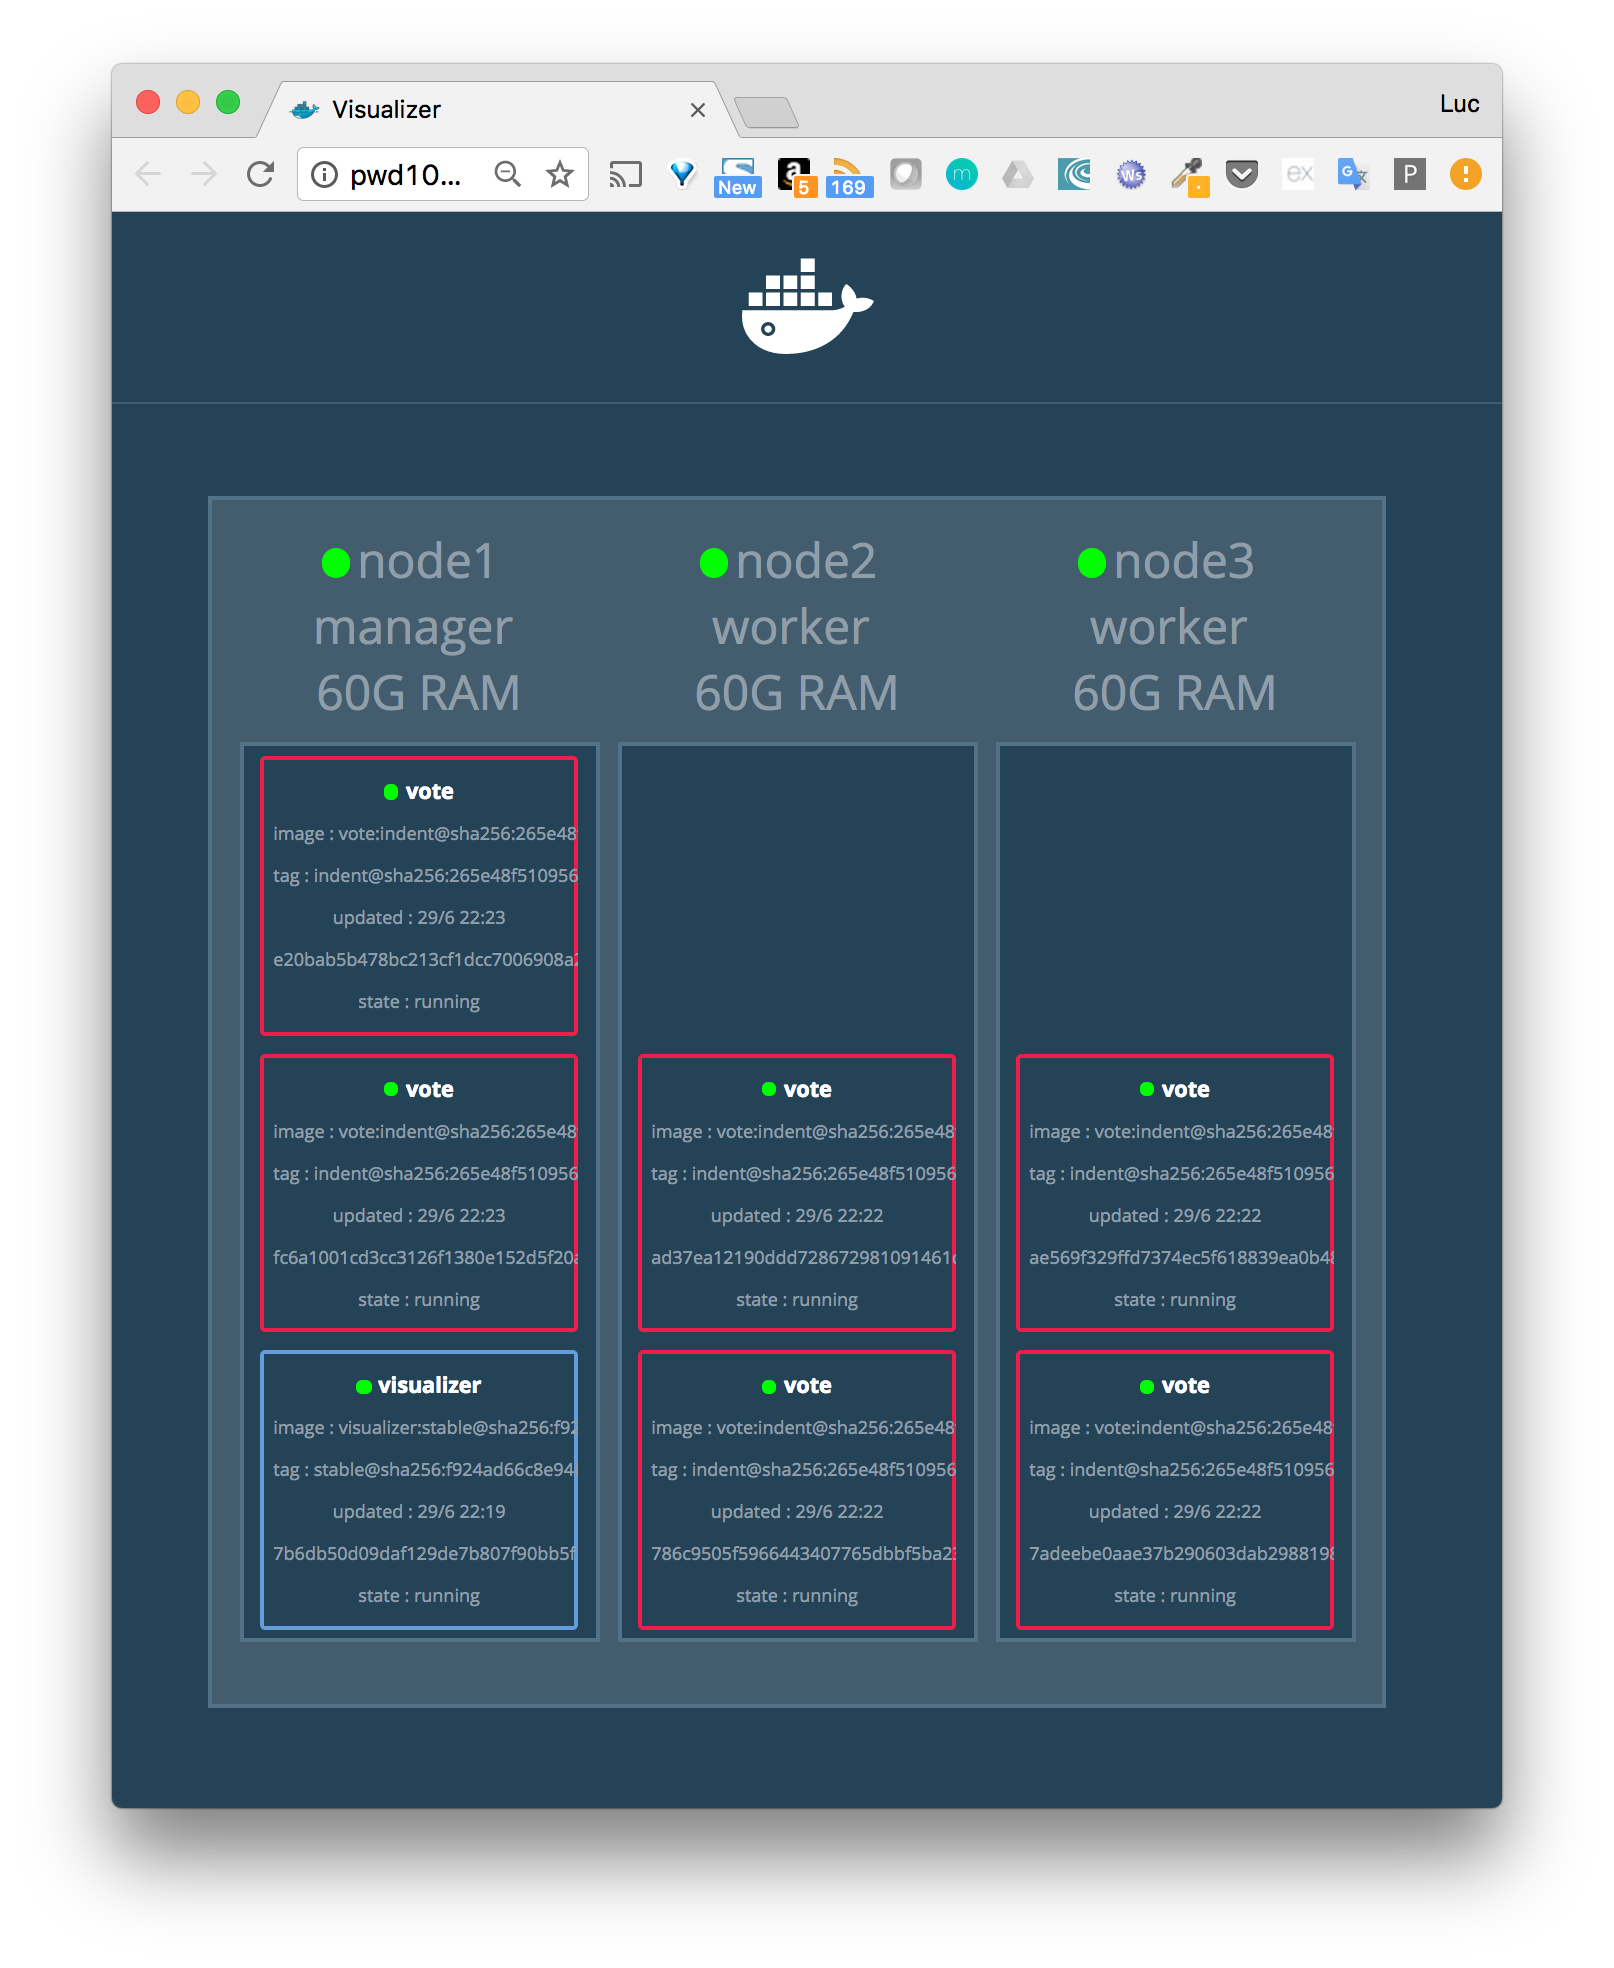 Visualizer
Luc
pwd10...
New
a
5
169
m
Ws
ex
G
P
node1
manager
60G RAM
node2
worker
60G RAM
node3
worker
60G RAM
vote
image : vote:indent@sha256:265e48
tag : indent@sha256:265e48f510956
updated : 29/6 22:23
e20bab5b478bc213cf1dcc7006908a
state : running
vote
image : vote:indent@sha256:265e48
tag : indent@sha256:265e48f510956
updated : 29/6 22:23
fc6a1001cd3cc3126f1380e152d5f20a
state : running
visualizer
image : visualizer:stable@sha256:f92
tag : stable@sha256:f924ad66c8e94
updated : 29/6 22:19
7b6db50d09daf129de7b807f90bb5f
state : running
vote
image : vote:indent@sha256:265e48
tag : indent@sha256:265e48f510956
updated : 29/6 22:22
ad37ea12190ddd728672981091461
state : running
vote
image : vote:indent@sha256:265e48
tag : indent@sha256:265e48f510956
updated : 29/6 22:22
786c9505f5966443407765dbbf5ba23
state : running
vote
image : vote:indent@sha256:265e48
tag : indent@sha256:265e48f510956
updated : 29/6 22:22
ae569f329ffd7374ec5f618839ea0b48
state : running
vote
image : vote:indent@sha256:265e48
tag : indent@sha256:265e48f510956
updated : 29/6 22:22
7adeebe0aae37b290603dab2988198
state : running